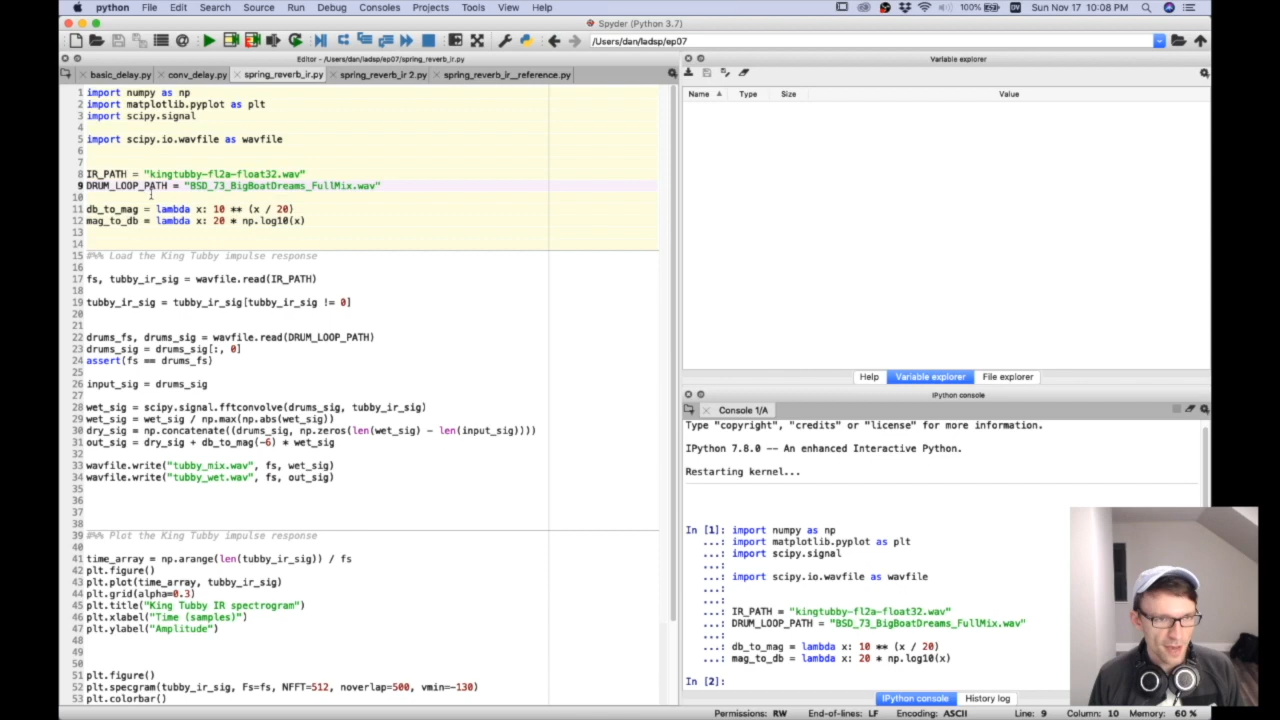 python File Edit Search Source Run Debug Consoles Projects Tools View Help 100% Sun Nov 17 10:08 PM
Spyder (Python 3.7)
/Users/dan/ladsp/ep07
Editor - /Users/dan/ladsp/ep07/spring_reverb_ir.py
basic_delay.py conv_delay.py spring_reverb_ir.py spring_reverb_ir 2.py spring_reverb_ir__reference.py
1 import numpy as np
2 import matplotlib.pyplot as plt
3 import scipy.signal
4
5 import scipy.io.wavfile as wavfile
6
7
8 IR_PATH = "kingtubby-fl2a-float32.wav"
9 DRUM_LOOP_PATH = "BSD_73_BigBoatDreams_FullMix.wav"
10
11 db_to_mag = lambda x: 10 ** (x / 20)
12 mag_to_db = lambda x: 20 * np.log10(x)
13
14
15 #%% Load the King Tubby impulse response
16
17 fs, tubby_ir_sig = wavfile.read(IR_PATH)
18
19 tubby_ir_sig = tubby_ir_sig[tubby_ir_sig != 0]
20
21
22 drums_fs, drums_sig = wavfile.read(DRUM_LOOP_PATH)
23 drums_sig = drums_sig[:, 0]
24 assert(fs == drums_fs)
25
26 input_sig = drums_sig
27
28 wet_sig = scipy.signal.fftconvolve(drums_sig, tubby_ir_sig)
29 wet_sig = wet_sig / np.max(np.abs(wet_sig))
30 dry_sig = np.concatenate((drums_sig, np.zeros(len(wet_sig) - len(input_sig))))
31 out_sig = dry_sig + db_to_mag(-6) * wet_sig
32
33 wavfile.write("tubby_mix.wav", fs, wet_sig)
34 wavfile.write("tubby_wet.wav", fs, out_sig)
35
36
37
38
39 #%% Plot the King Tubby impulse response
40
41 time_array = np.arange(len(tubby_ir_sig)) / fs
42 plt.figure()
43 plt.plot(time_array, tubby_ir_sig)
44 plt.grid(alpha=0.3)
45 plt.title("King Tubby IR spectrogram")
46 plt.xlabel("Time (samples)")
47 plt.ylabel("Amplitude")
48
49
50
51 plt.figure()
52 plt.specgram(tubby_ir_sig, Fs=fs, NFFT=512, noverlap=500, vmin=-130)
53 plt.colorbar()
Variable explorer
Name Type Size Value
Help Variable explorer File explorer
IPython console
Console 1/A
Type "copyright", "credits" or "license" for more information.
IPython 7.8.0 -- An enhanced Interactive Python.
Restarting kernel...
In [1]: import numpy as np
...: import matplotlib.pyplot as plt
...: import scipy.signal
...:
...: import scipy.io.wavfile as wavfile
...:
...:
...: IR_PATH = "kingtubby-fl2a-float32.wav"
...: DRUM_LOOP_PATH = "BSD_73_BigBoatDreams_FullMix.wav"
...:
...: db_to_mag = lambda x: 10 ** (x / 20)
...: mag_to_db = lambda x: 20 * np.log10(x)
In [2]:
IPython console History log
Permissions: RW End-of-lines: LF Encoding: ASCII Line: 9 Column: 10 Memory: 60 %